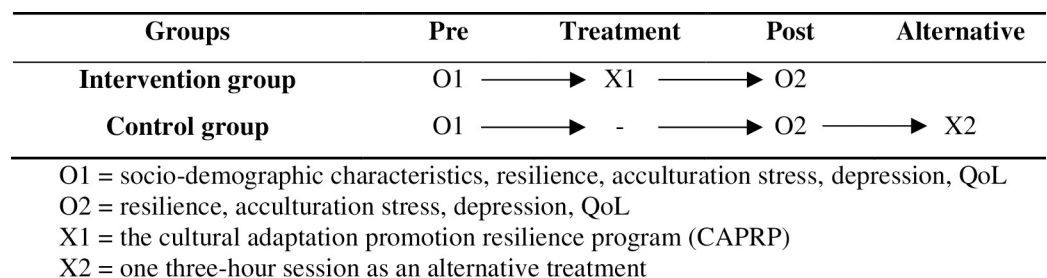 Groups Pre Treatment Post Alternative
Intervention group O1 X1 O2
Control group O1 - O2 X2
O1 = socio-demographic characteristics, resilience, acculturation stress, depression, QoL
O2 = resilience, acculturation stress, depression, QoL
X1 = the cultural adaptation promotion resilience program (CAPRP)
X2 = one three-hour session as an alternative treatment